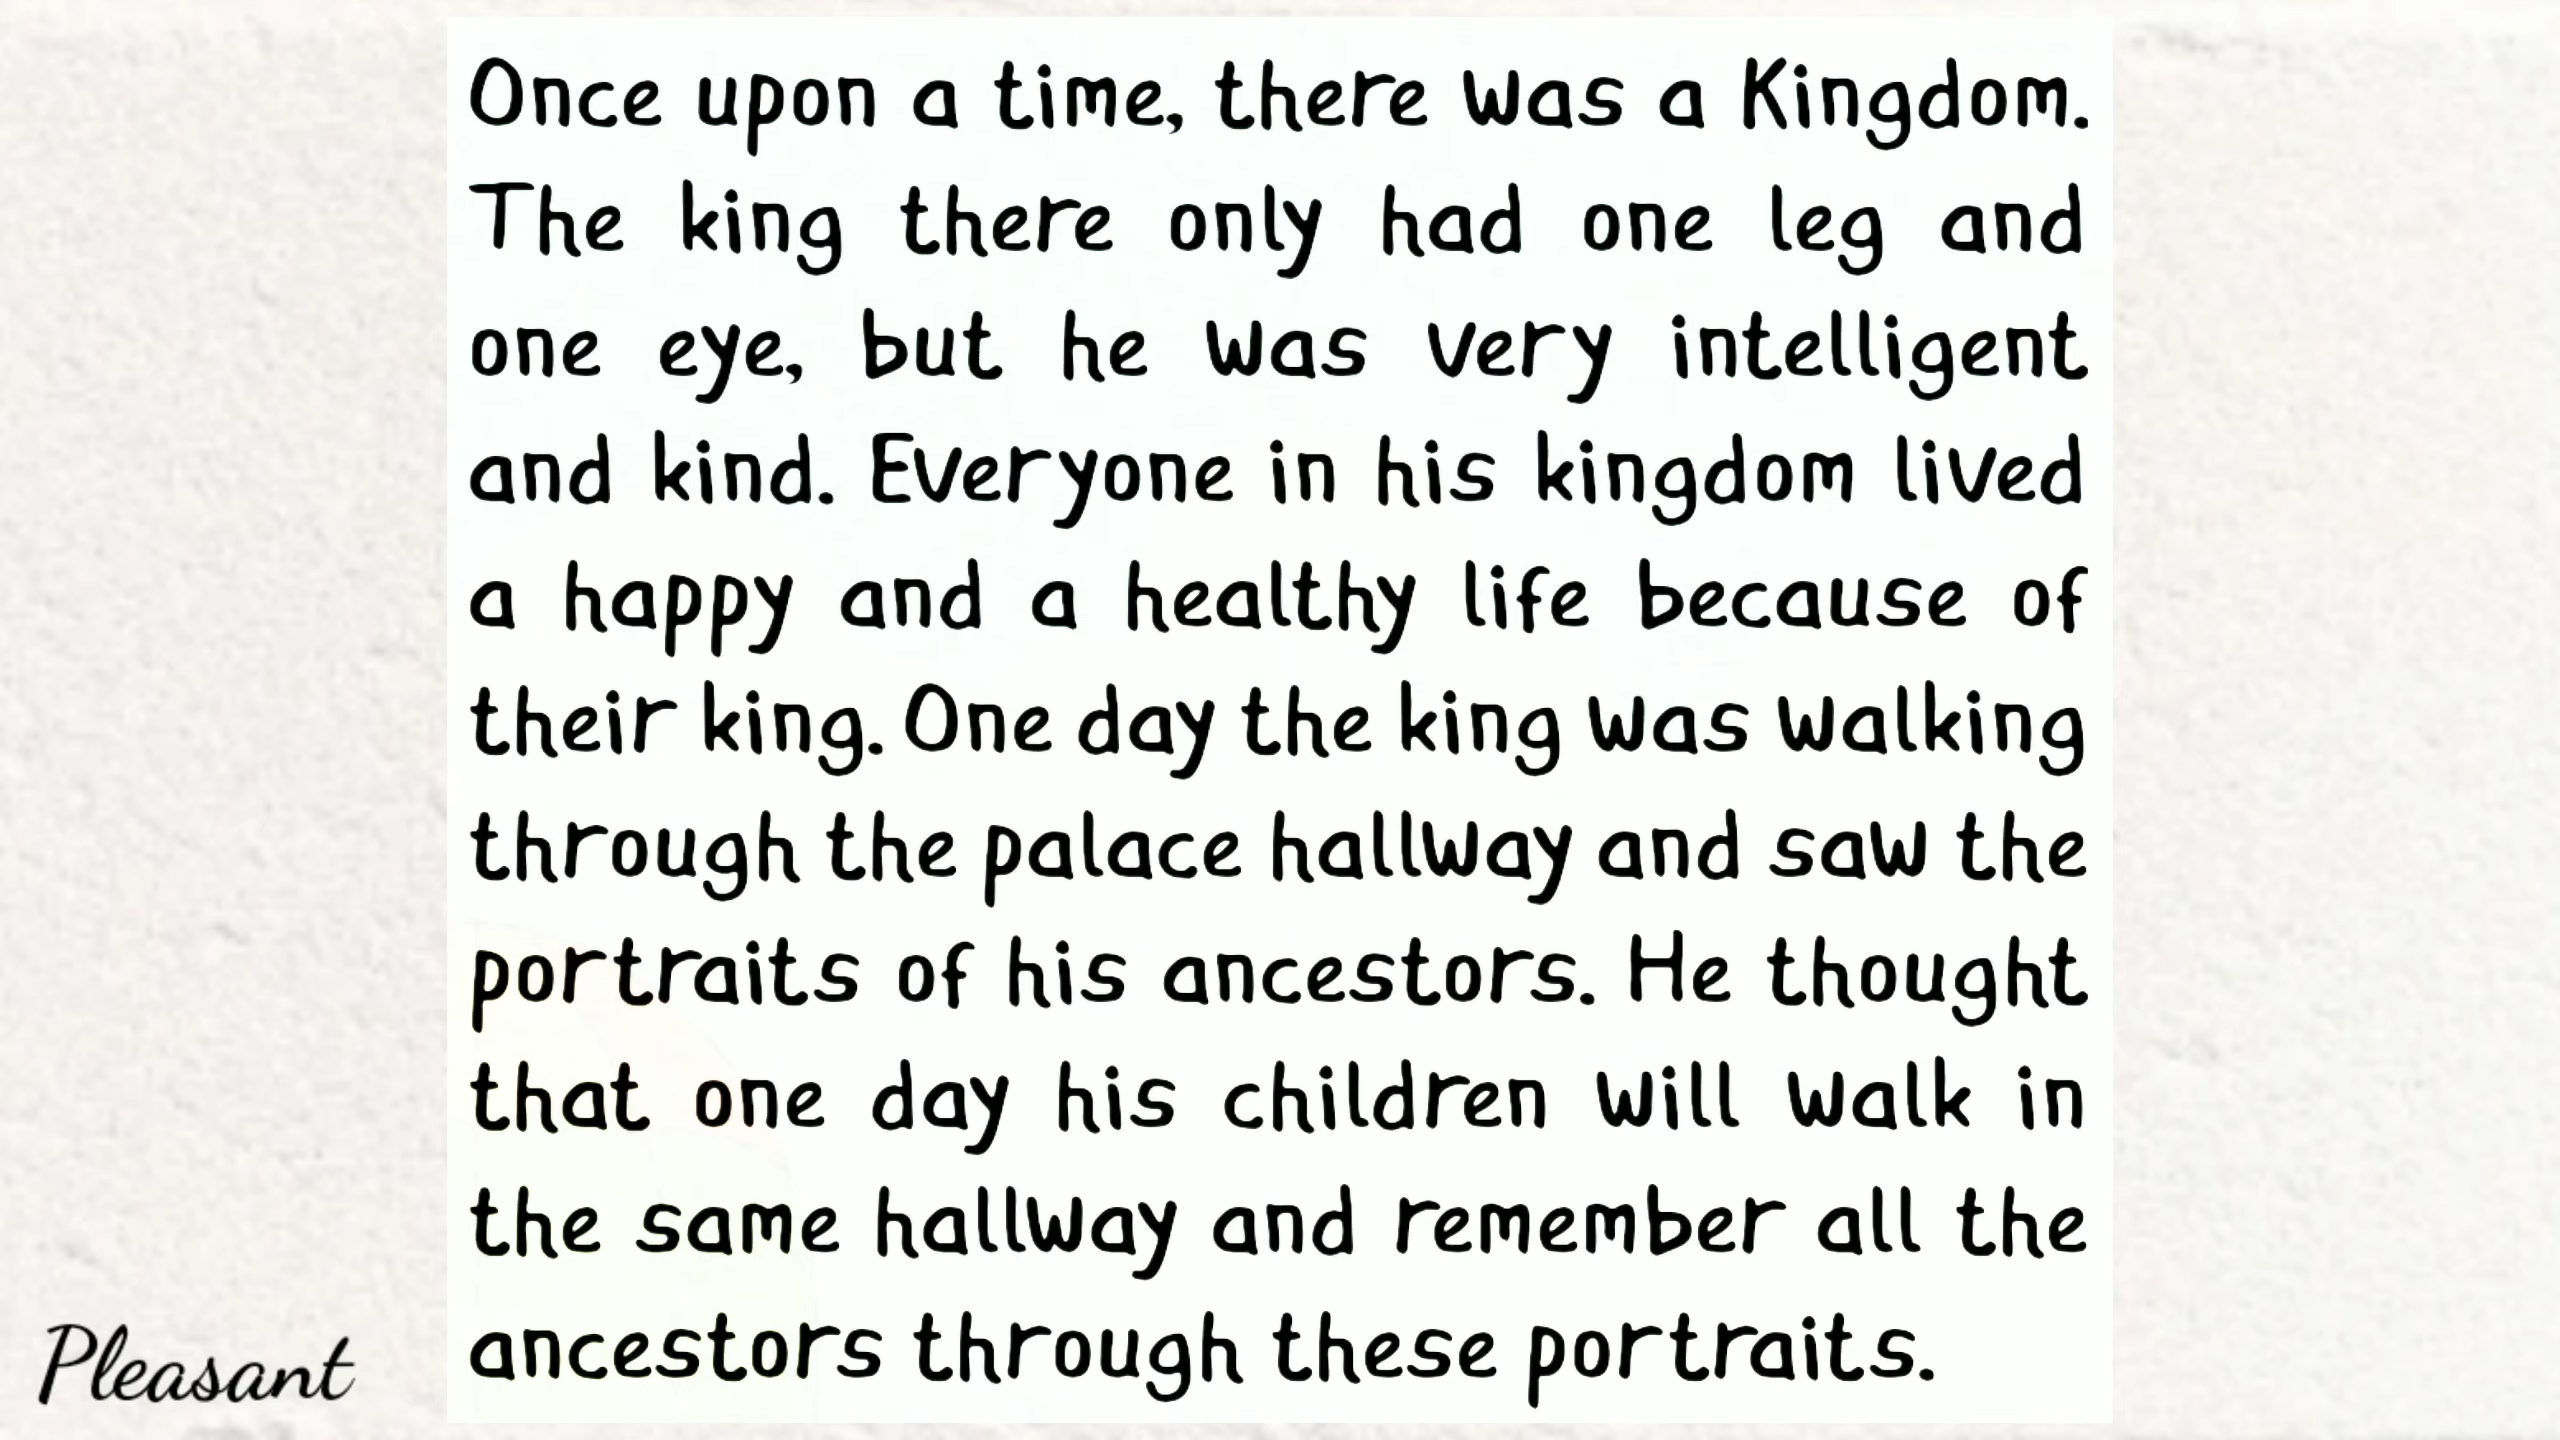 Once upon a time, there was a Kingdom.
The king there only had one leg and
one eye, but he was very intelligent
and kind. Everyone in his kingdom lived
a happy and a healthy life because of
their king. One day the king was walking
through the palace hallway and saw the
portraits of his ancestors. He thought
that one day his children will walk in
the same hallway and remember all the
ancestors through these portraits.
Pleasant